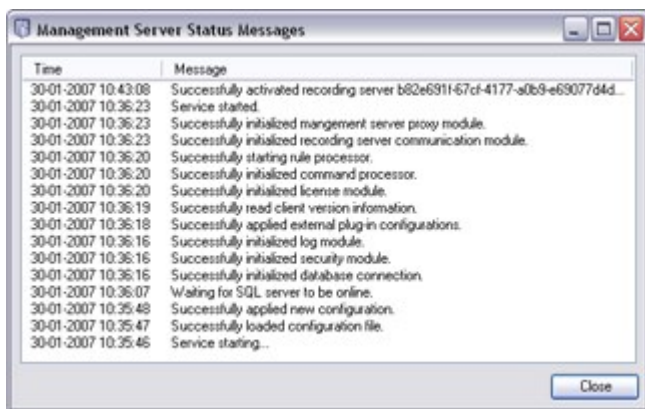 Management Server Status Messages
Time Message
30-01-2007 10:43:08 Successfully activated recording server b82e691f-67cf-4177-a0b9-e69077d4d...
30-01-2007 10:36:23 Service started.
30-01-2007 10:36:23 Successfully initialized mangement server proxy module.
30-01-2007 10:36:23 Successfully initialized recording server communication module.
30-01-2007 10:36:20 Successfully starting rule processor.
30-01-2007 10:36:20 Successfully initialized command processor.
30-01-2007 10:36:20 Successfully initialized license module.
30-01-2007 10:36:19 Successfully read client version information.
30-01-2007 10:36:18 Successfully applied external plug-in configurations.
30-01-2007 10:36:16 Successfully initialized log module.
30-01-2007 10:36:16 Successfully initialized security module.
30-01-2007 10:36:16 Successfully initialized database connection.
30-01-2007 10:36:07 Waiting for SQL server to be online.
30-01-2007 10:35:48 Successfully applied new configuration.
30-01-2007 10:35:47 Successfully loaded configuration file.
30-01-2007 10:35:46 Service starting...
Close